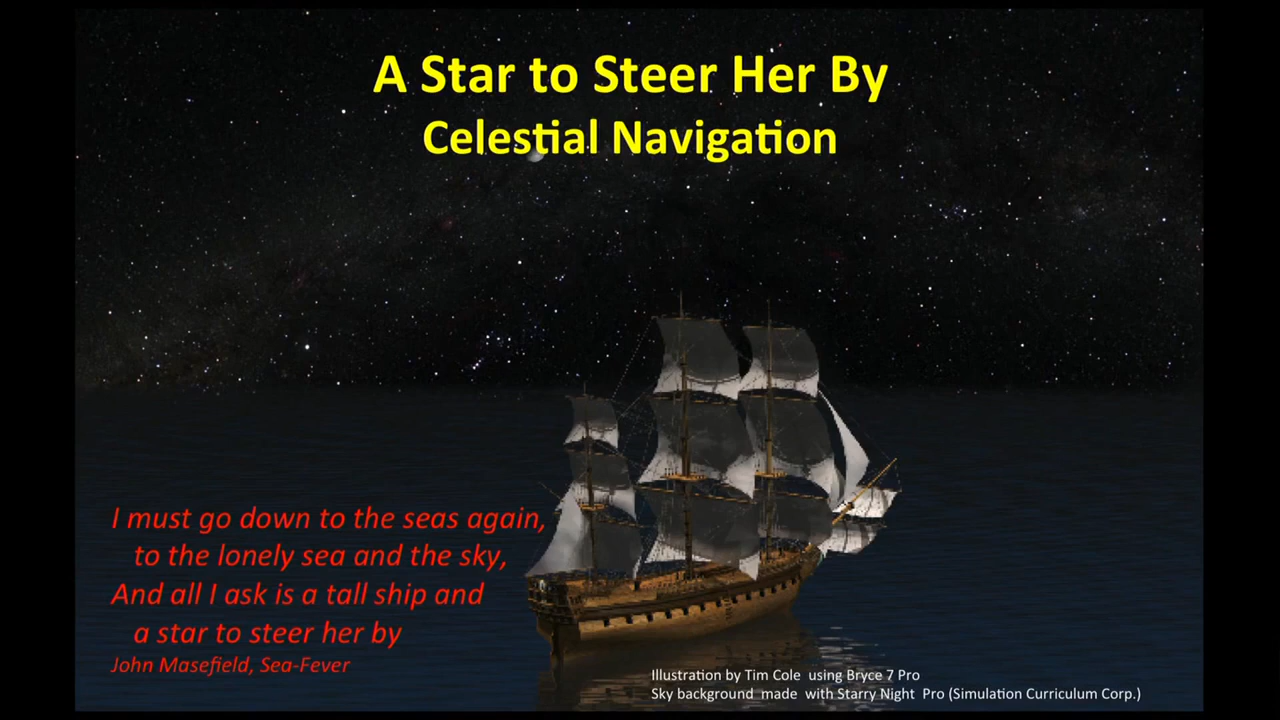 A Star to Steer Her By
Celestial Navigation
I must go down to the seas again,
to the lonely sea and the sky,
And all I ask is a tall ship and
a star to steer her by
John Masefield, Sea-Fever
Illustration by Tim Cole using Bryce 7 Pro
Sky background made with Starry Night Pro (Simulation Curriculum Corp.)